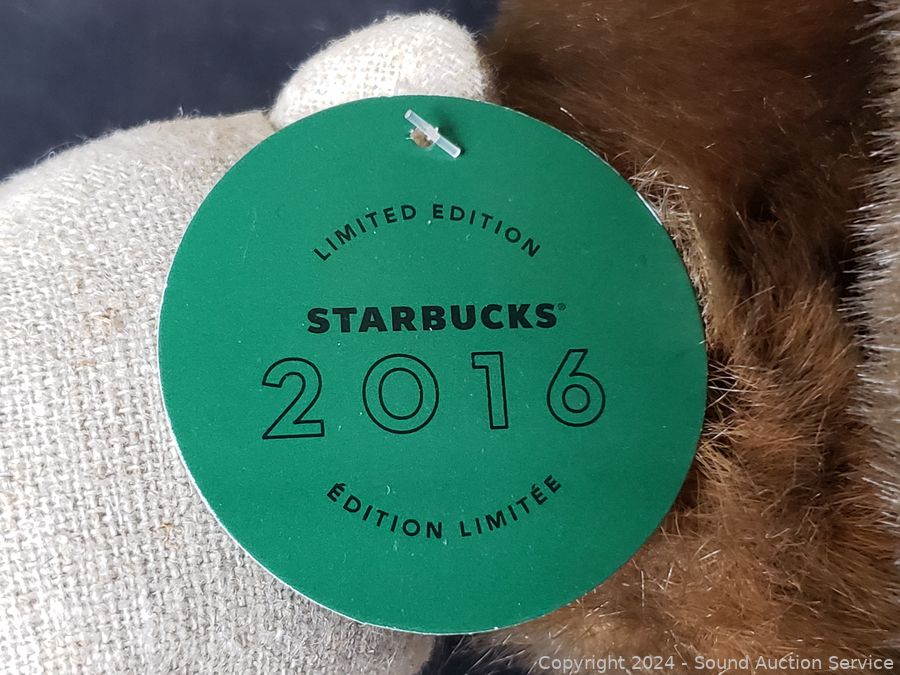 LIMITED EDITION
STARBUCKS®
2016
ÉDITION LIMITÉE
Copyright 2024 - Sound Auction Service